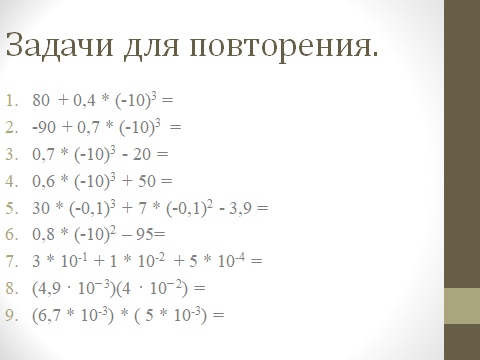 Задачи для повторения.
1. 80 + 0,4 * (-10)³ =
2. -90 + 0,7 * (-10)³ =
3. 0,7 * (-10)³ - 20 =
4. 0,6 * (-10)³ + 50 =
5. 30 * (-0,1)³ + 7 * (-0,1)² - 3,9 =
6. 0,8 * (-10)² – 95=
7. 3 * 10⁻¹ + 1 * 10⁻² + 5 * 10⁻⁴ =
8. (4,9 · 10⁻³)(4 · 10⁻²) =
9. (6,7 * 10⁻³) * ( 5 * 10⁻³) =